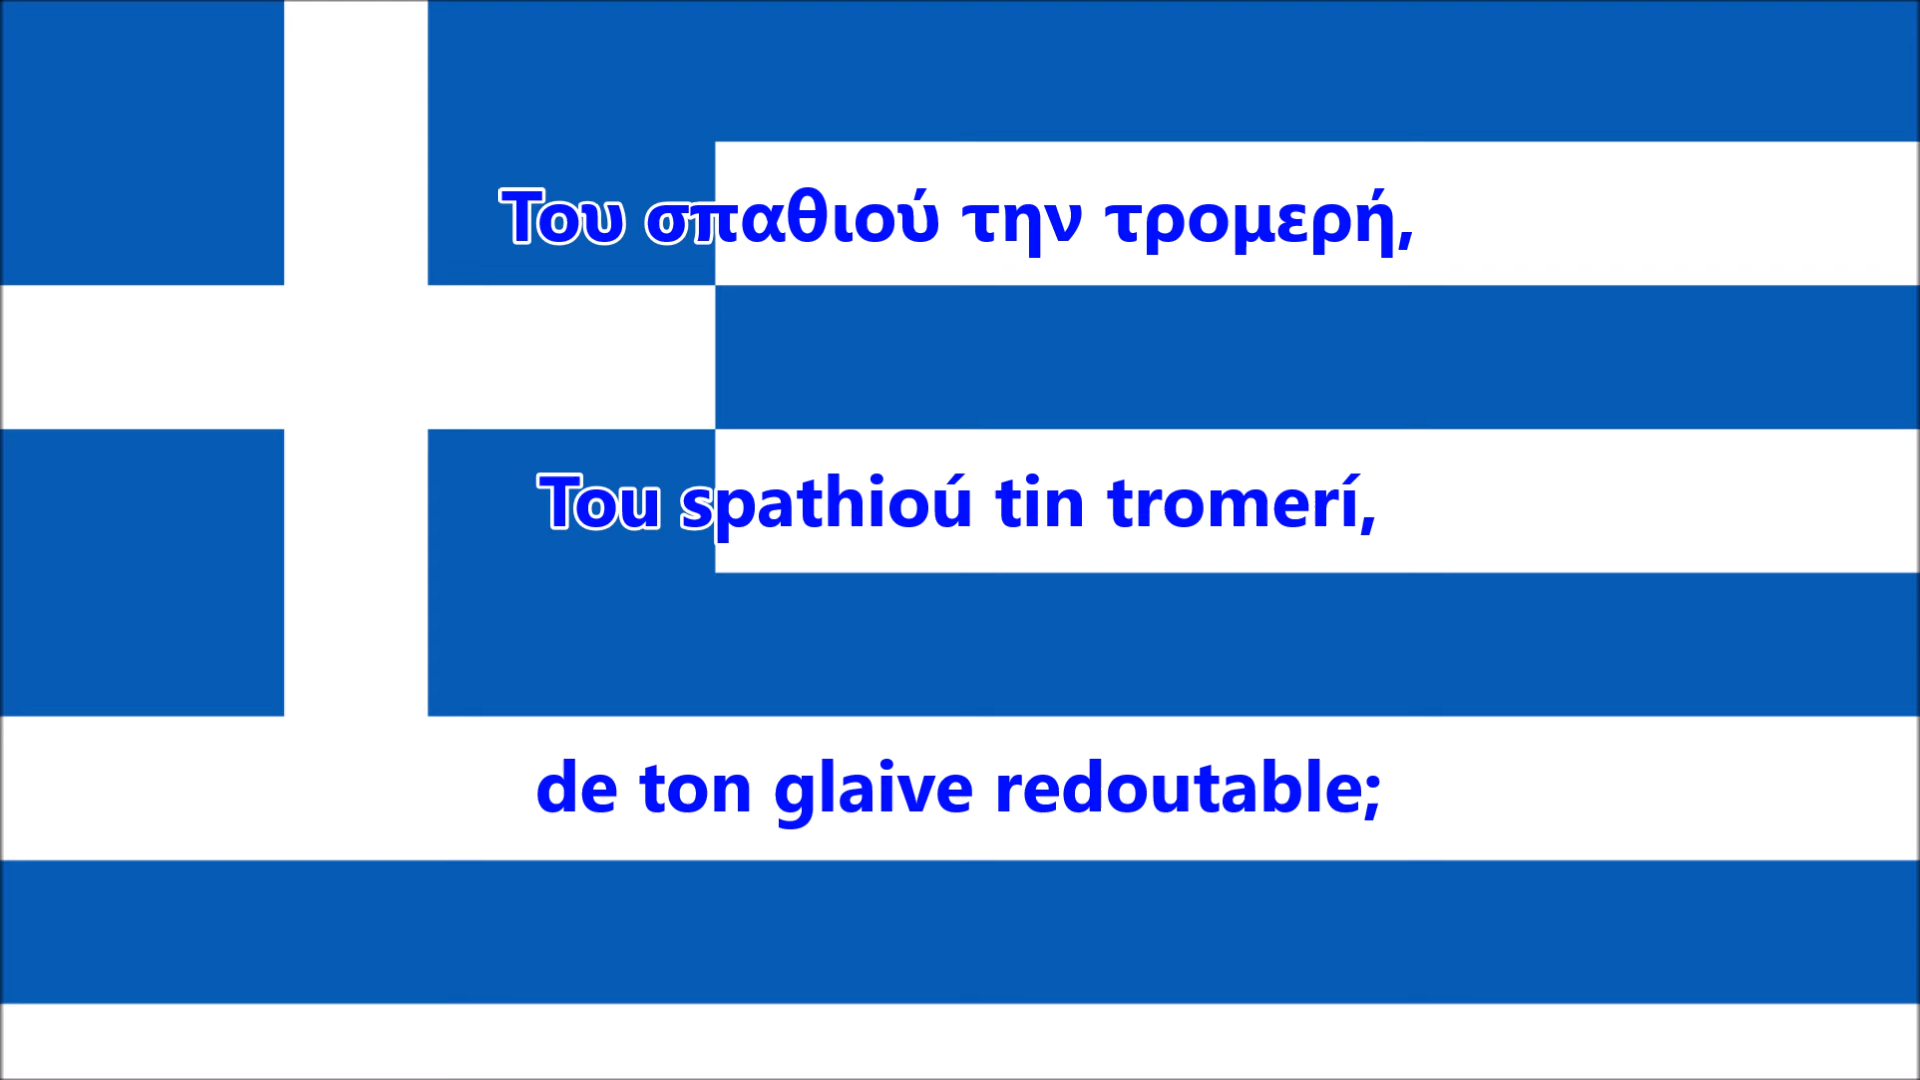 Του σπαθιού την τρομερή,
Tou spathioú tin tromerí,
de ton glaive redoutable;